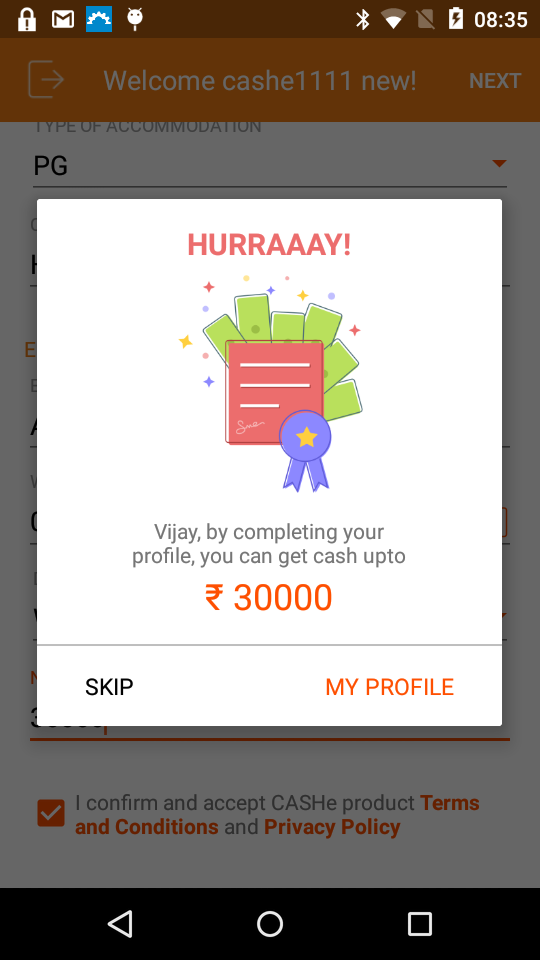 08:35
Welcome cashe1111 new!
NEXT
TYPE OF ACCOMMODATION
PG
HURRAAAY!
Vijay, by completing your
profile, you can get cash upto
₹ 30000
SKIP
MY PROFILE
I confirm and accept CASHe product Terms
and Conditions and Privacy Policy